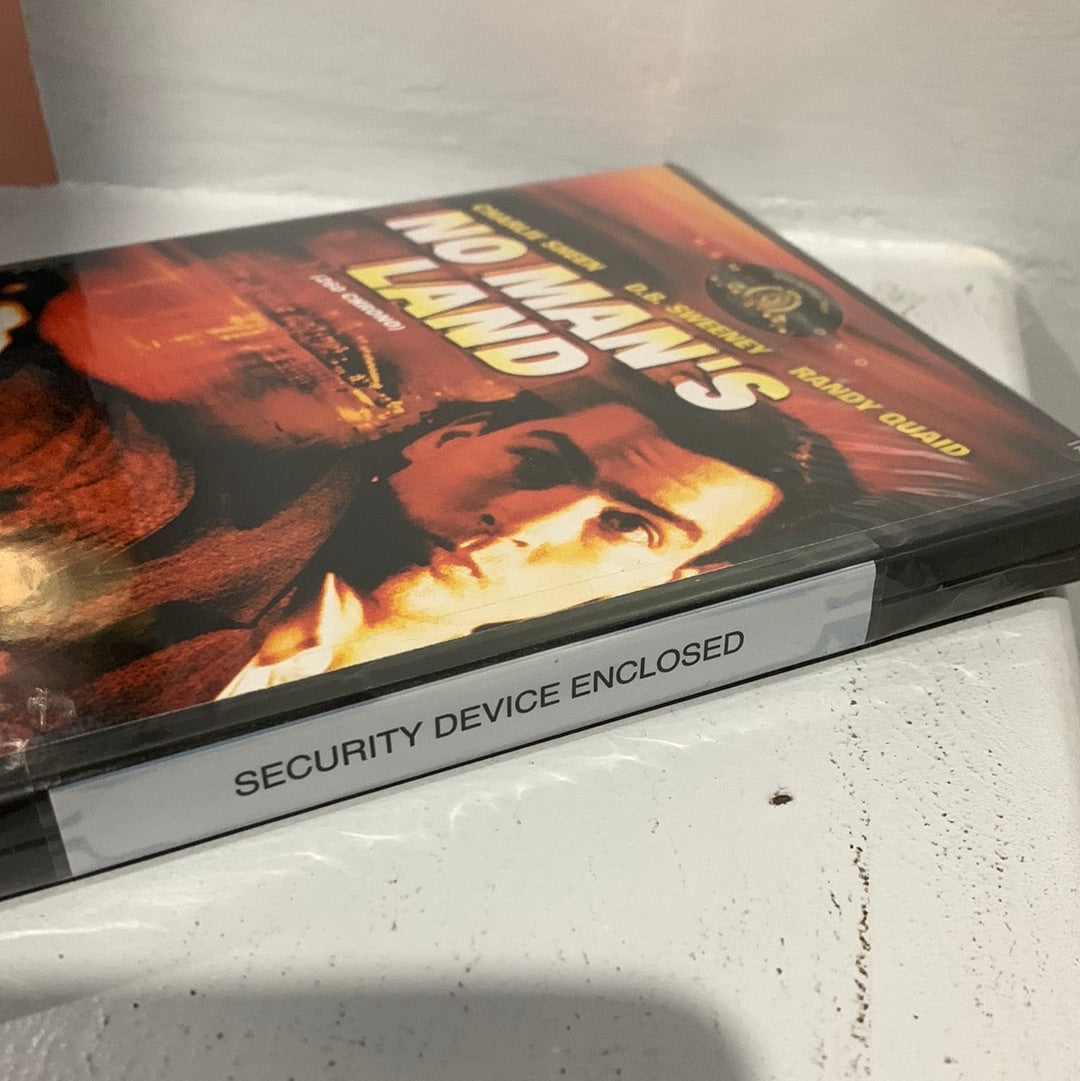 CHARLIE SHEEN
D.B. SWEENEY
RANDY QUAID
NO MAN'S
LAND
SECURITY DEVICE ENCLOSED